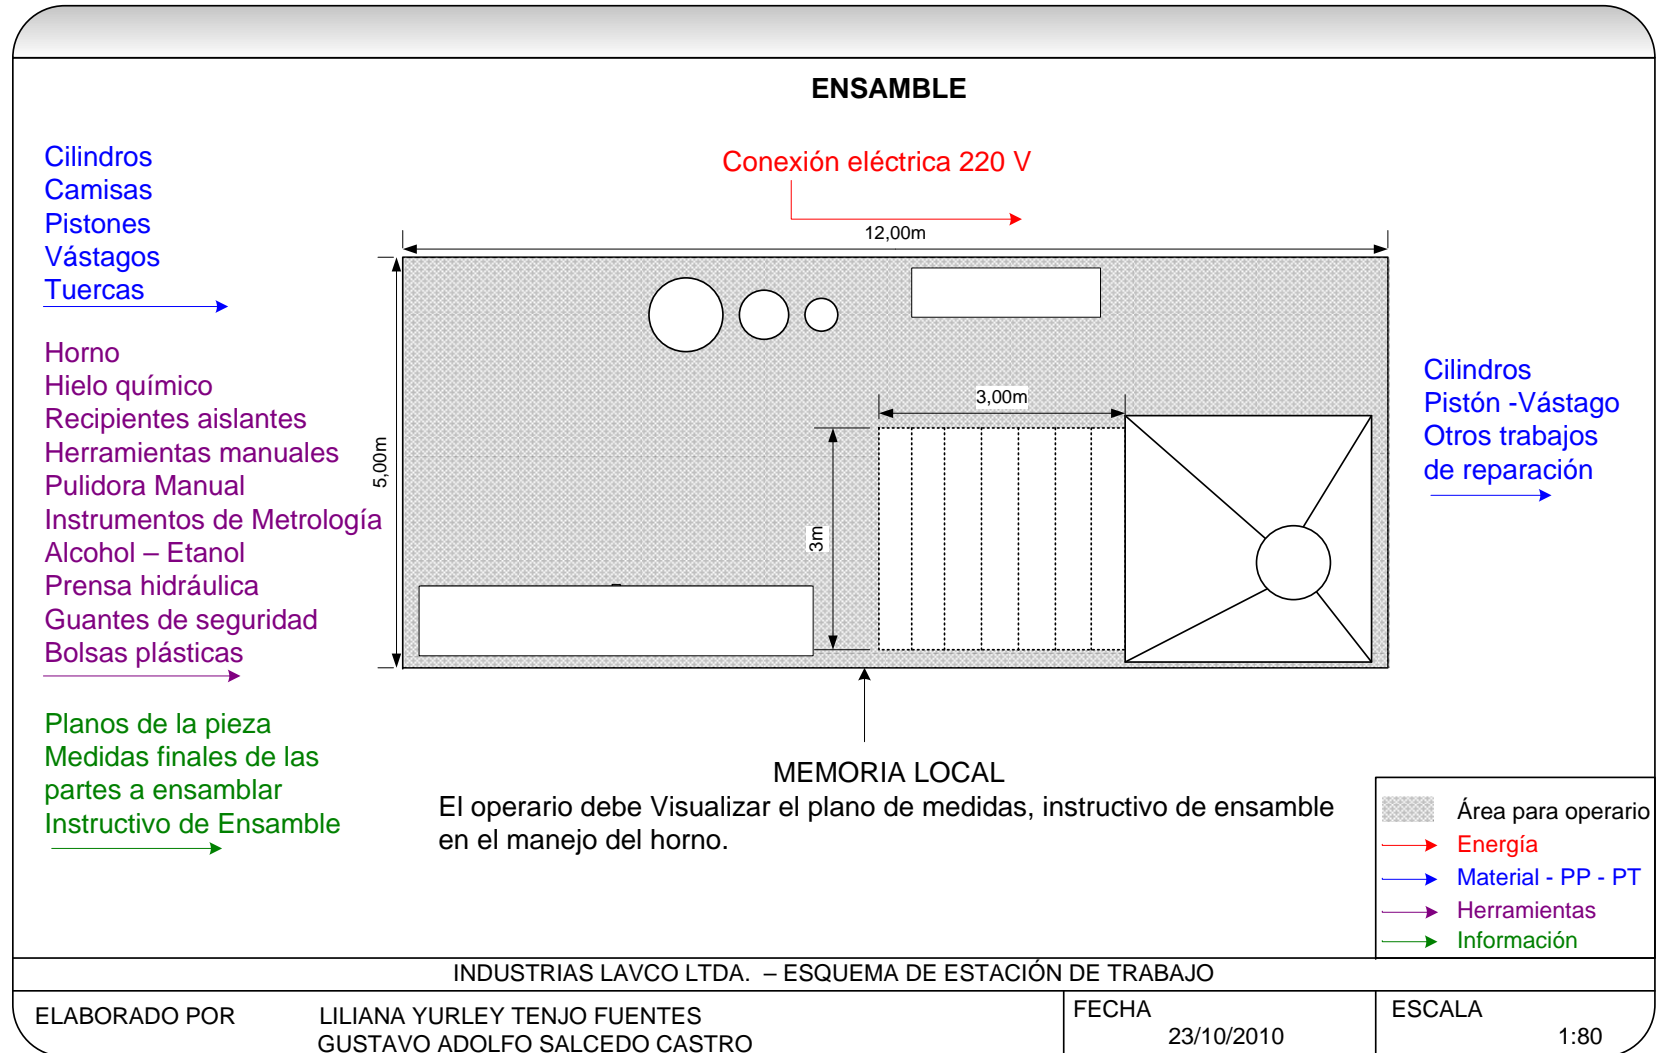 ENSAMBLE
Cilindros
Camisas
Pistones
Vástagos
Tuercas
Conexión eléctrica 220 V
12,00m
Horno
Hielo químico
Recipientes aislantes
Herramientas manuales
Pulidora Manual
Instrumentos de Metrología
Alcohol – Etanol
Prensa hidráulica
Guantes de seguridad
Bolsas plásticas
5,00m
3,00m
3m
Cilindros
Pistón -Vástago
Otros trabajos
de reparación
Planos de la pieza
Medidas finales de las
partes a ensamblar
Instructivo de Ensamble
MEMORIA LOCAL
El operario debe Visualizar el plano de medidas, instructivo de ensamble
en el manejo del horno.
Área para operario
Energía
Material - PP - PT
Herramientas
Información
INDUSTRIAS LAVCO LTDA. – ESQUEMA DE ESTACIÓN DE TRABAJO
ELABORADO POR
LILIANA YURLEY TENJO FUENTES
GUSTAVO ADOLFO SALCEDO CASTRO
FECHA
23/10/2010
ESCALA
1:80